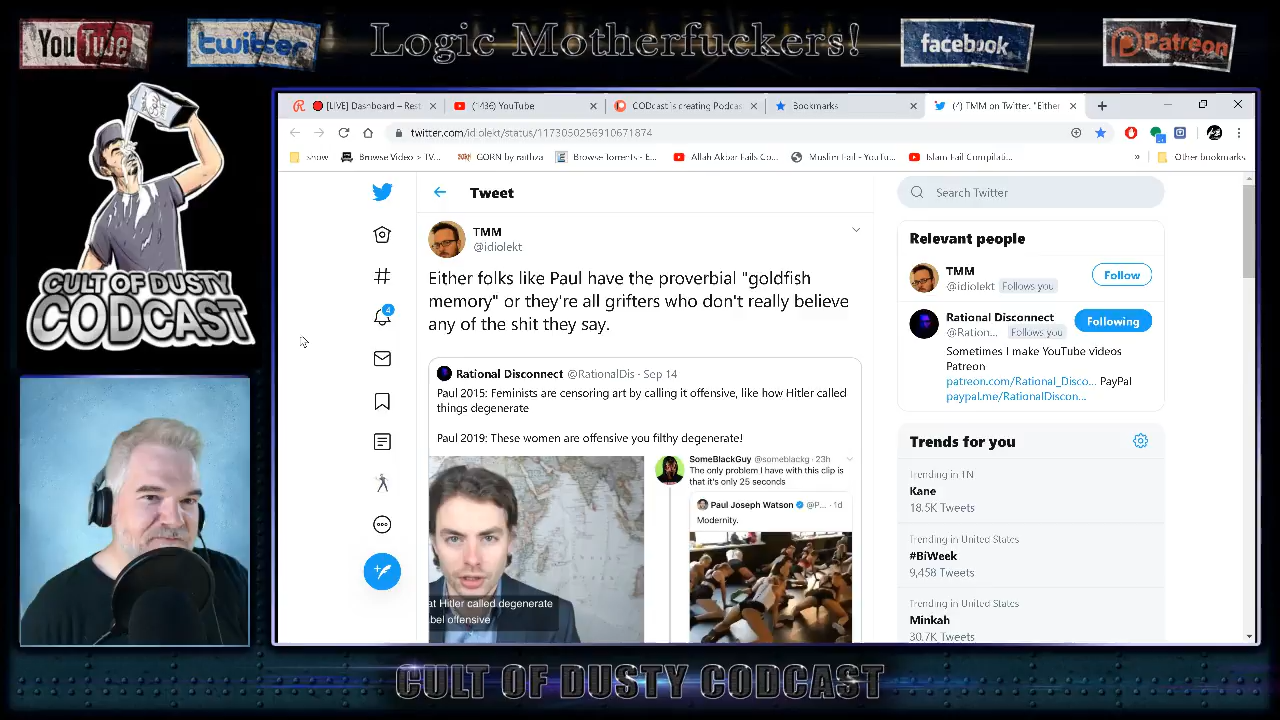 YouTube
twitter
Logic Motherfuckers!
facebook
Patreon
CULT OF DUSTY
CODCAST
[LIVE] Dashboard – Rest
(1436) YouTube
Bookmarks
(4) TMM on Twitter: "Either
twitter.com/idiolekt/status/1173050256910671874
snow
Browse Video > TV...
Browse Torrents - E...
Allah Akbar Fails Co...
Muslim Fail - YouTu...
Islam Fail Compilati...
»
Other bookmarks
Tweet
Search Twitter
TMM
@idiolekt
Either folks like Paul have the proverbial "goldfish
memory" or they're all grifters who don't really believe
any of the shit they say.
Rational Disconnect @RationalDis · Sep 14
Paul 2015: Feminists are censoring art by calling it offensive, like how Hitler called
things degenerate
Paul 2019: These women are offensive you filthy degenerate!
at Hitler called degenerate
bel offensive
SomeBlackGuy @someblackg · 23h
The only problem I have with this clip is
that it's only 25 seconds
Paul Joseph Watson @P... · 1d
Modernity.
4
Relevant people
TMM
@idiolekt Follows you
Follow
Rational Disconnect
@Ration... Follows you
Following
Sometimes I make YouTube videos
Patreon
patreon.com/Rational_Disco... PayPal
paypal.me/RationalDiscon...
Trends for you
Trending in TN
Kane
18.5K Tweets
Trending in United States
#BiWeek
9,458 Tweets
Trending in United States
Minkah
30.7K Tweets
CULT OF DUSTY CODCAST